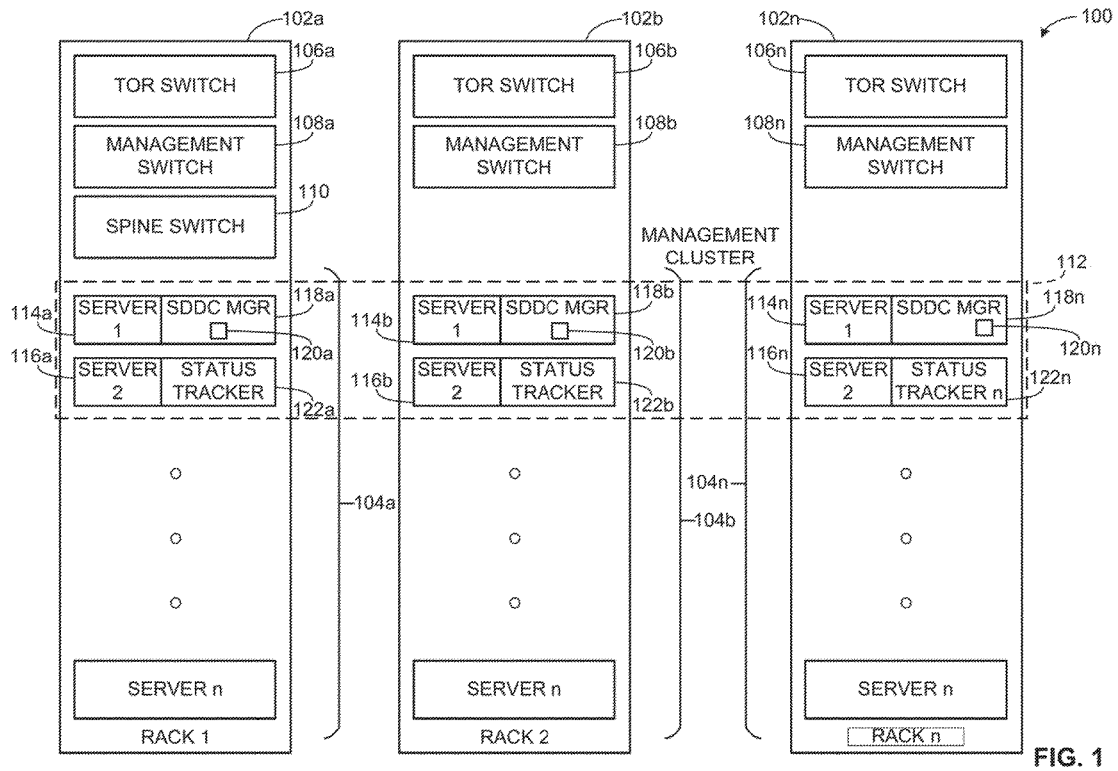 102a
102b
102n
100
106a
106b
106n
TOR SWITCH
TOR SWITCH
TOR SWITCH
108a
108b
108n
MANAGEMENT
SWITCH
MANAGEMENT
SWITCH
MANAGEMENT
SWITCH
110
SPINE SWITCH
MANAGEMENT
CLUSTER
112
114a
SERVER
1
SDDC MGR
118a
120a
114b
SERVER
1
SDDC MGR
118b
120b
114n
SERVER
1
SDDC MGR
118n
120n
116a
SERVER
2
STATUS
TRACKER
122a
116b
SERVER
2
STATUS
TRACKER
122b
116n
SERVER
2
STATUS
TRACKER n
122n
104a
104n
104b
SERVER n
SERVER n
SERVER n
RACK 1
RACK 2
RACK n
FIG. 1